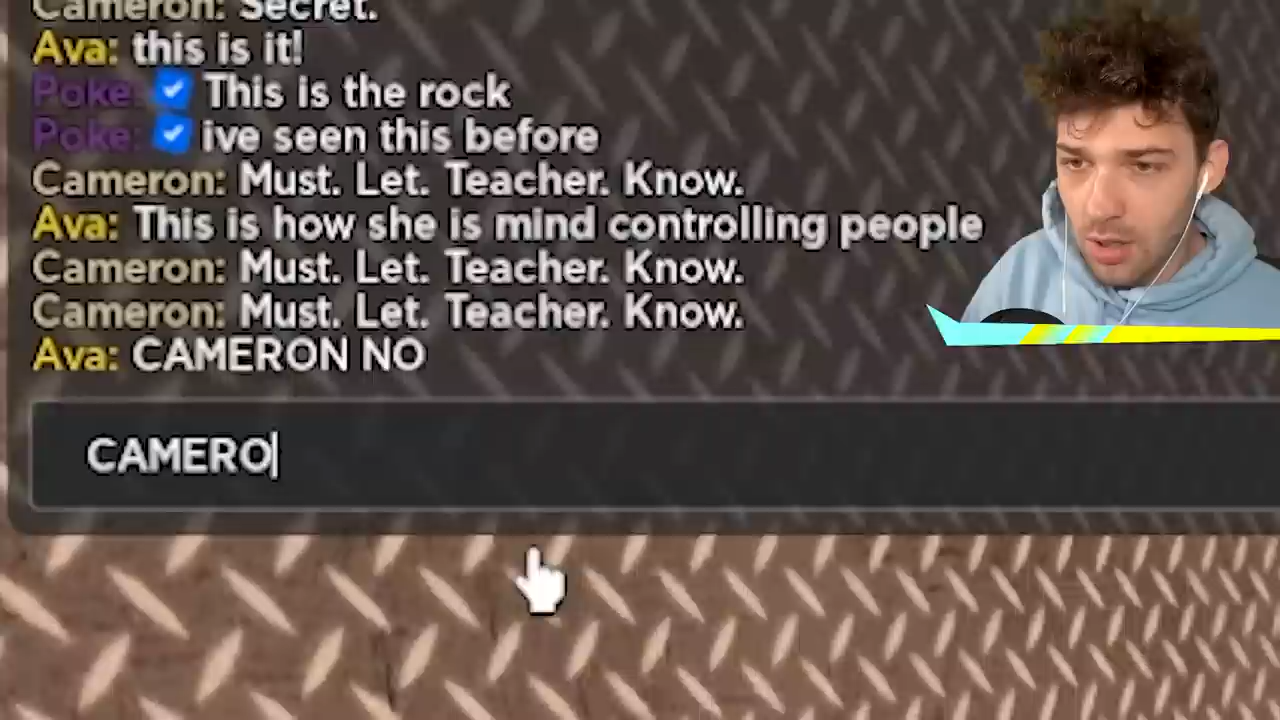 Cameron: Secret.
Ava: this is it!
Poke: This is the rock
Poke: ive seen this before
Cameron: Must. Let. Teacher. Know.
Ava: This is how she is mind controlling people
Cameron: Must. Let. Teacher. Know.
Cameron: Must. Let. Teacher. Know.
Ava: CAMERON NO
CAMERO